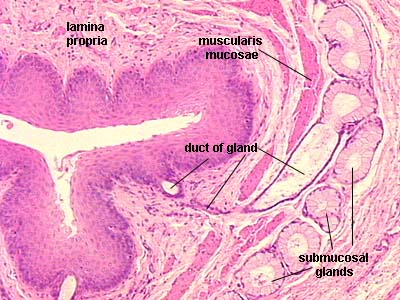 lamina
propria
muscularis
mucosae
duct of gland
submucosal
glands